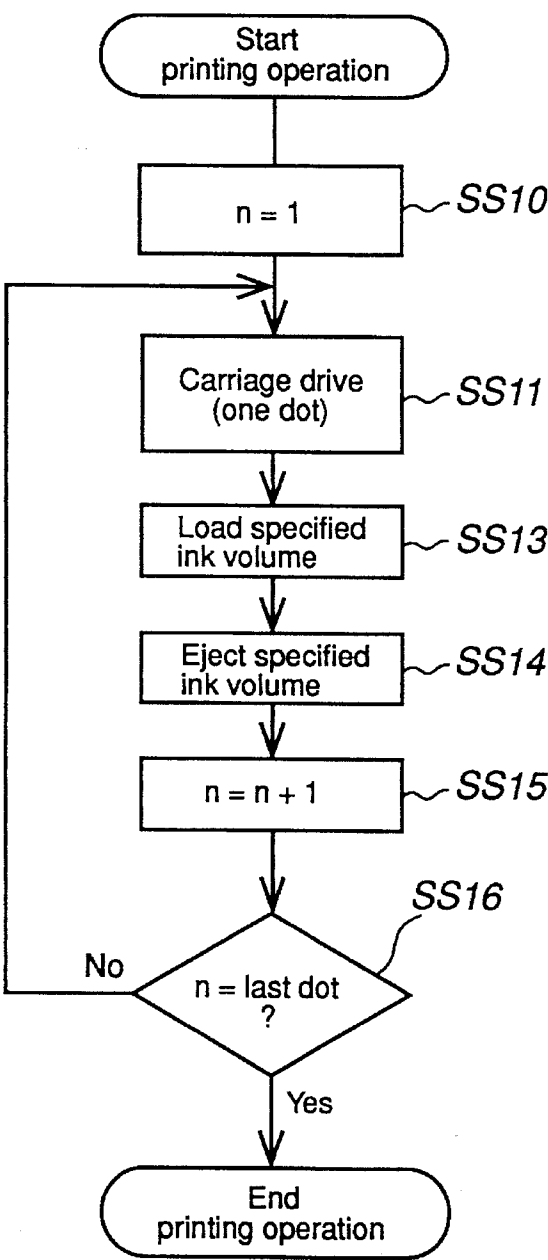 Start
printing operation
n = 1
SS10
Carriage drive
(one dot)
SS11
Load specified
ink volume
SS13
Eject specified
ink volume
SS14
n = n + 1
SS15
SS16
n = last dot
?
No
Yes
End
printing operation